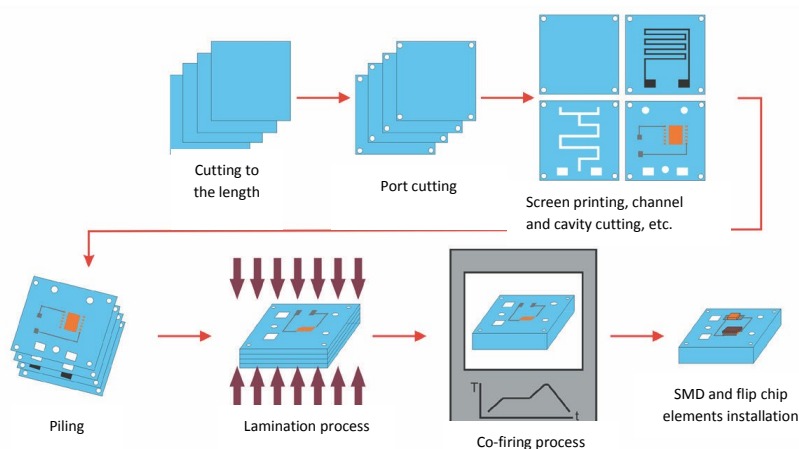 Cutting to
the length
Port cutting
Screen printing, channel
and cavity cutting, etc.
Piling
Lamination process
T
t
Co-firing process
SMD and flip chip
elements installation